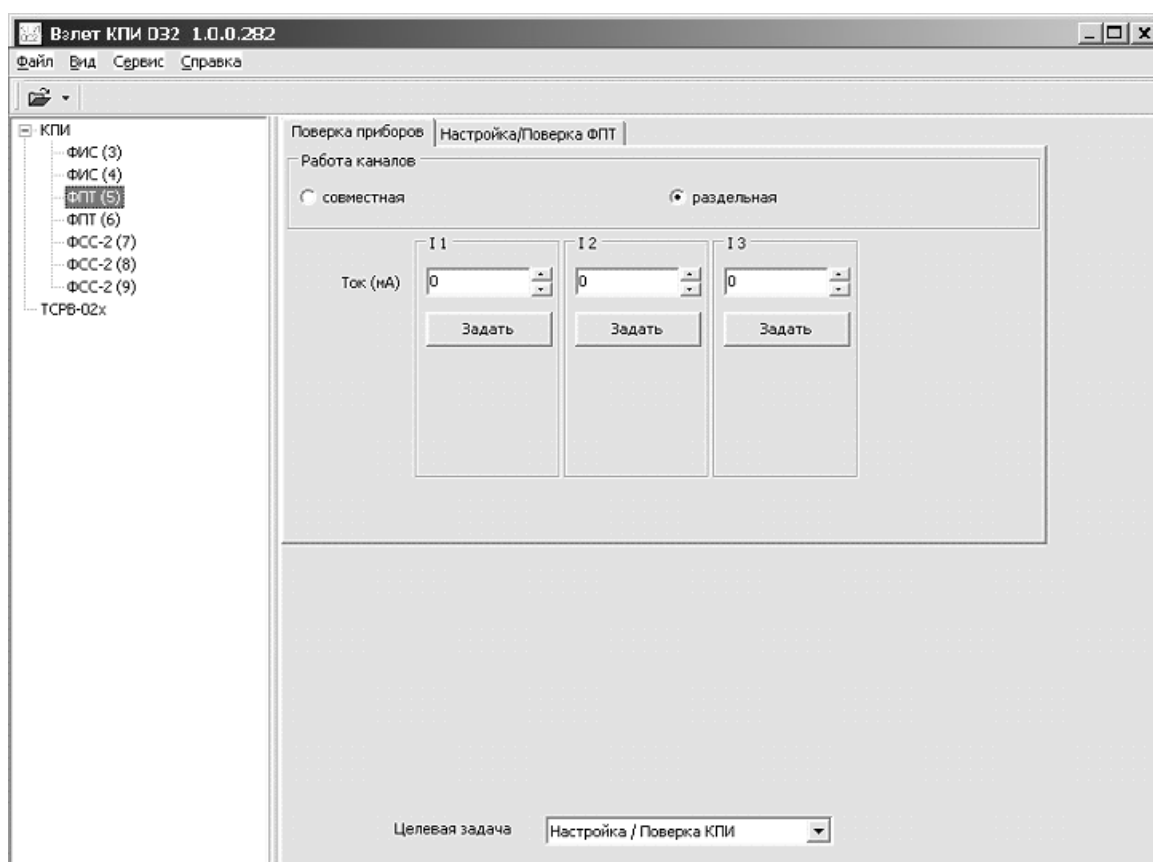 Взлет КПИ D32 1.0.0.282
Файл Вид Сервис Справка
КПИ
ФИС (3)
ФИС (4)
ФПТ (5)
ФПТ (6)
ФСС-2 (7)
ФСС-2 (8)
ФСС-2 (9)
ТСРВ-02х
Поверка приборов Настройка/Поверка ФПТ
Работа каналов
совместная раздельная
I 1 I 2 I 3
Ток (мА) 0 0 0
Задать Задать Задать
Целевая задача Настройка / Поверка КПИ